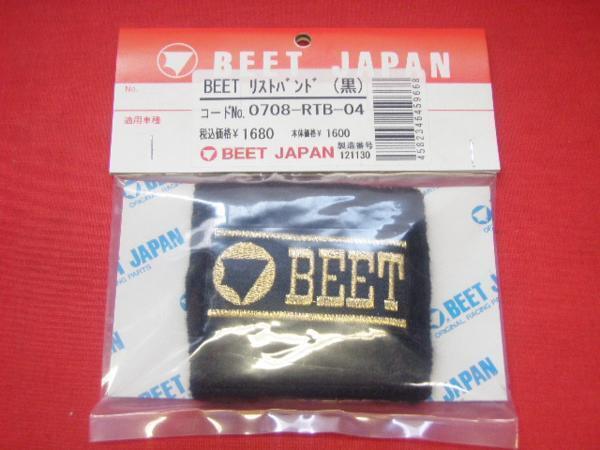 BEET JAPAN
No.
BEET リストバンド (黒)
コードNo. 0708-RTB-04
適用車種
税込価格¥ 1680 本体価格¥ 1600
BEET JAPAN 製造番号
121130
4582346459668
BEET
BEET JAPAN
ORIGINAL RACING PARTS
BEET JAPAN
ORIGINAL RACING PARTS